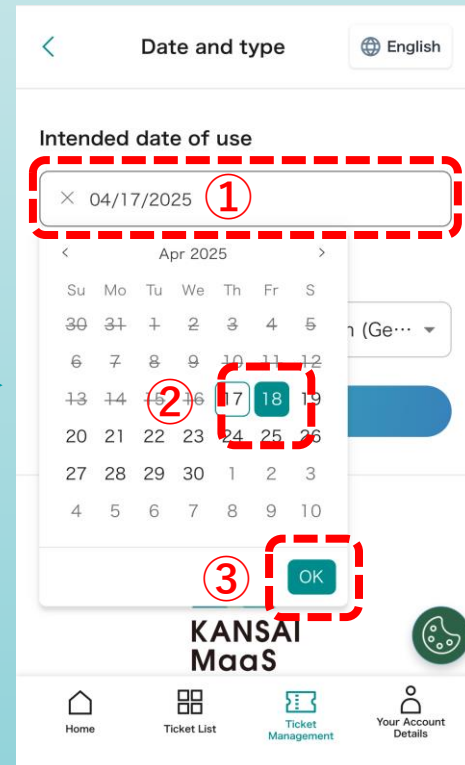 Date and type
English
Intended date of use
× 04/17/2025 ①
< Apr 2025 >
Su Mo Tu We Th Fr S
30 31 1 2 3 4 5
n (Ge… 
6 7 8 9 10 11 12
13 14 15 16 17 18 19
②
20 21 22 23 24 25 26
27 28 29 30 1 2 3
4 5 6 7 8 9 10
③ OK
KANSAI
MaaS
Home Ticket List Ticket Management Your Account Details